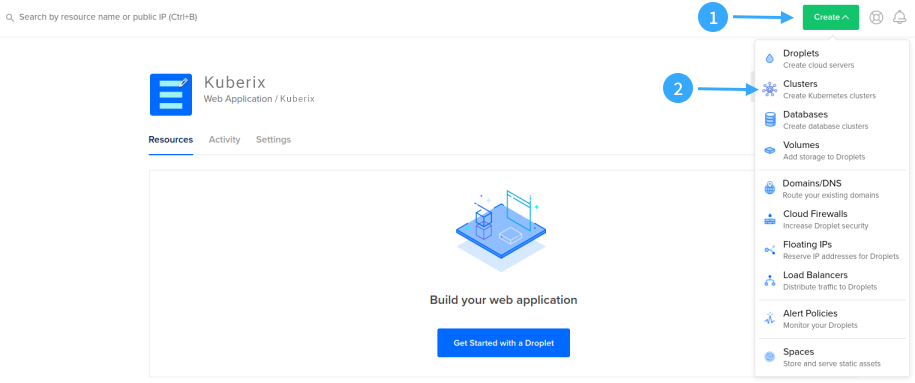 Search by resource name or public IP (Ctrl+B)
1
Create
Kuberix
Web Application / Kuberix
Resources Activity Settings
Build your web application
Get Started with a Droplet
Droplets
Create cloud servers
2
Clusters
Create Kubernetes clusters
Databases
Create database clusters
Volumes
Add storage to Droplets
Domains/DNS
Route your existing domains
Cloud Firewalls
Increase Droplet security
Floating IPs
Reserve IP addresses for Droplets
Load Balancers
Distribute traffic to Droplets
Alert Policies
Monitor your Droplets
Spaces
Store and serve static assets